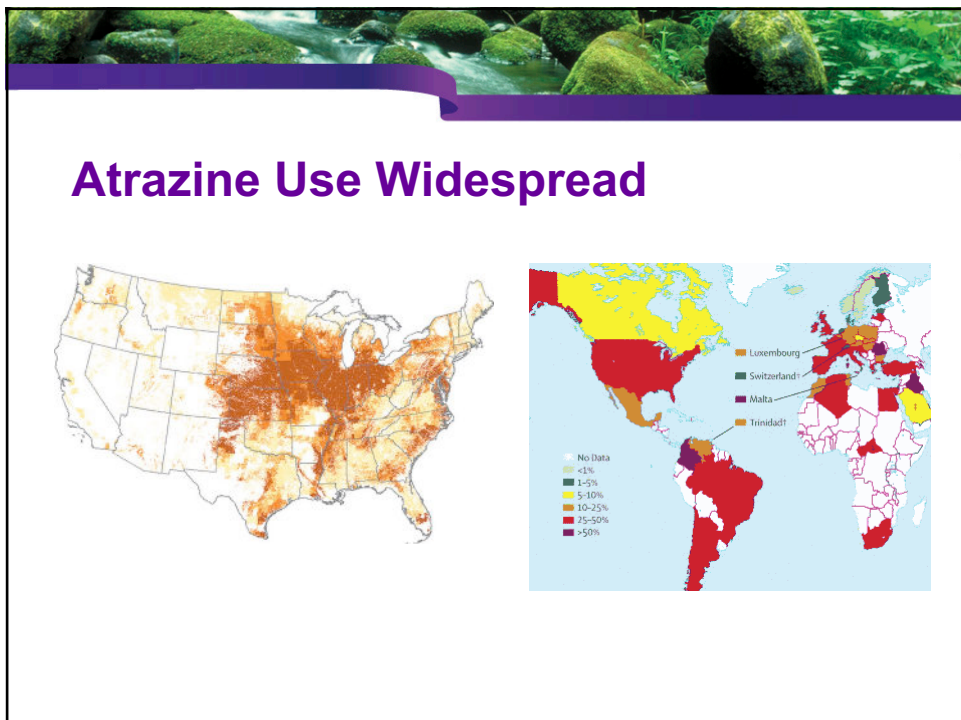 Atrazine Use Widespread
Luxembourg
Switzerland†
Malta
Trinidad†
No Data
<1%
1–5%
5–10%
10–25%
25–50%
>50%